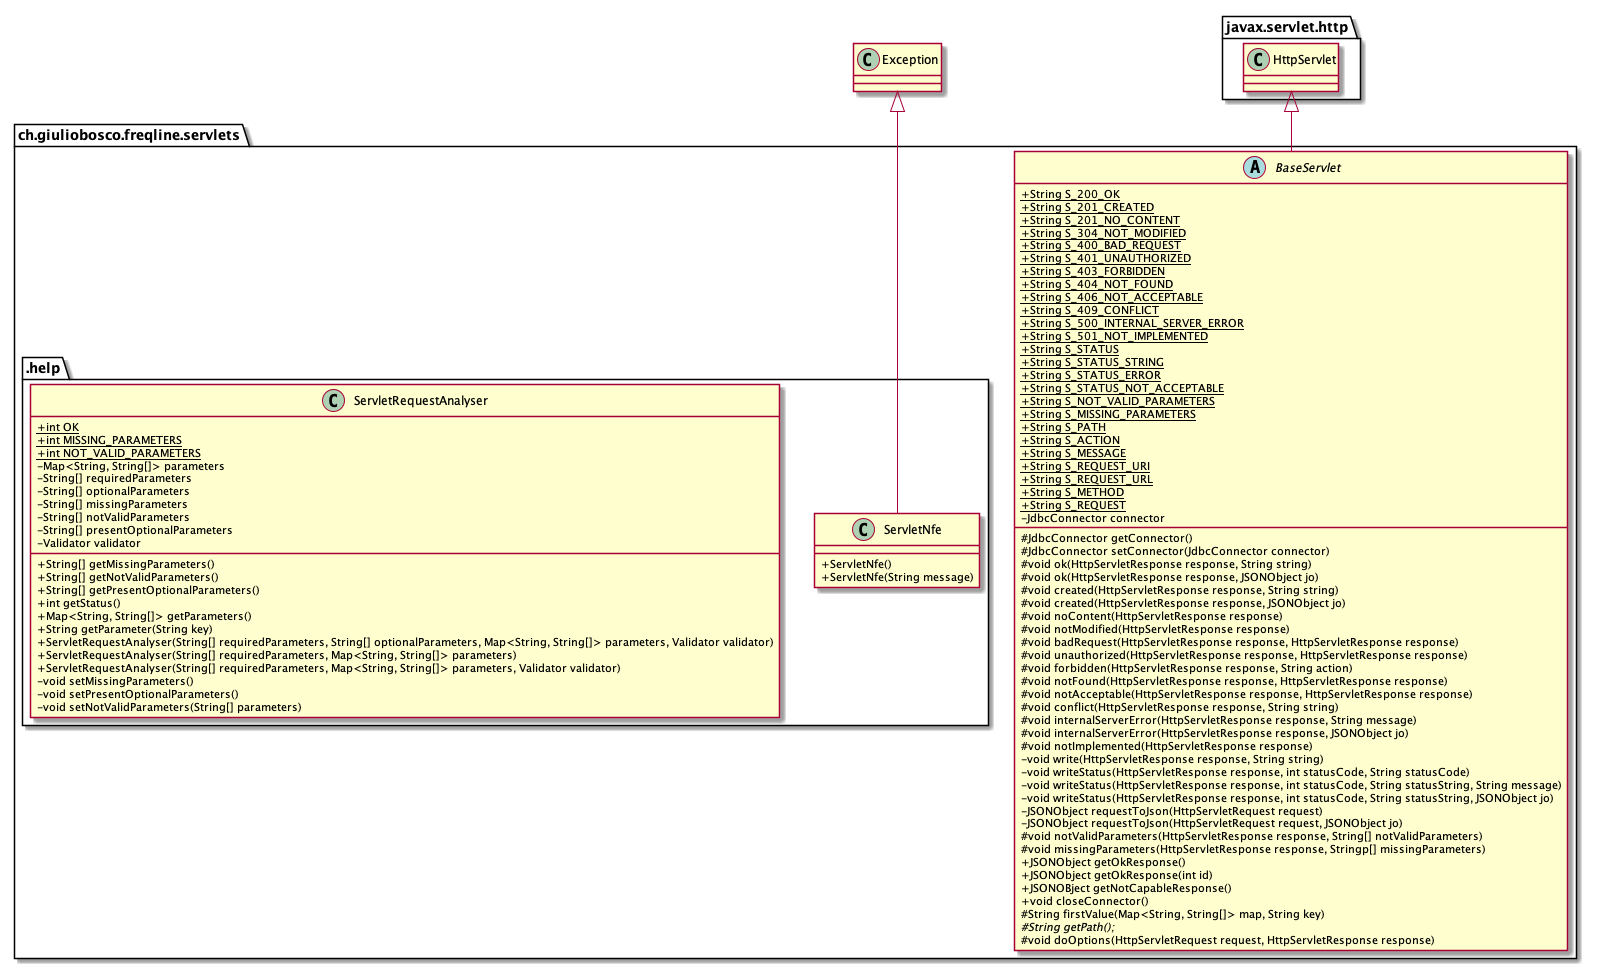 javax.servlet.http
C HttpServlet
C Exception
ch.giuliobosco.freqline.servlets
A BaseServlet
+String S_200_OK
+String S_201_CREATED
+String S_201_NO_CONTENT
+String S_304_NOT_MODIFIED
+String S_400_BAD_REQUEST
+String S_401_UNAUTHORIZED
+String S_403_FORBIDDEN
+String S_404_NOT_FOUND
+String S_406_NOT_ACCEPTABLE
+String S_409_CONFLICT
+String S_500_INTERNAL_SERVER_ERROR
+String S_501_NOT_IMPLEMENTED
+String S_STATUS
+String S_STATUS_STRING
+String S_STATUS_ERROR
+String S_STATUS_NOT_ACCEPTABLE
+String S_NOT_VALID_PARAMETERS
+String S_MISSING_PARAMETERS
+String S_PATH
+String S_ACTION
+String S_MESSAGE
+String S_REQUEST_URI
+String S_REQUEST_URL
+String S_METHOD
+String S_REQUEST
-JdbcConnector connector
#JdbcConnector getConnector()
#JdbcConnector setConnector(JdbcConnector connector)
#void ok(HttpServletResponse response, String string)
#void ok(HttpServletResponse response, JSONObject jo)
#void created(HttpServletResponse response, String string)
#void created(HttpServletResponse response, JSONObject jo)
#void noContent(HttpServletResponse response)
#void notModified(HttpServletResponse response)
#void badRequest(HttpServletResponse response, HttpServletResponse response)
#void unauthorized(HttpServletResponse response, HttpServletResponse response)
#void forbidden(HttpServletResponse response, String action)
#void notFound(HttpServletResponse response, HttpServletResponse response)
#void notAcceptable(HttpServletResponse response, HttpServletResponse response)
#void conflict(HttpServletResponse response, String string)
#void internalServerError(HttpServletResponse response, String message)
#void internalServerError(HttpServletResponse response, JSONObject jo)
#void notImplemented(HttpServletResponse response)
-void write(HttpServletResponse response, String string)
-void writeStatus(HttpServletResponse response, int statusCode, String statusCode)
-void writeStatus(HttpServletResponse response, int statusCode, String statusString, String message)
-void writeStatus(HttpServletResponse response, int statusCode, String statusString, JSONObject jo)
-JSONObject requestToJson(HttpServletRequest request)
-JSONObject requestToJson(HttpServletRequest request, JSONObject jo)
#void notValidParameters(HttpServletResponse response, String[] notValidParameters)
#void missingParameters(HttpServletResponse response, Stringp[] missingParameters)
+JSONObject getOkResponse()
+JSONObject getOkResponse(int id)
+JSONOBject getNotCapableResponse()
+void closeConnector()
#String firstValue(Map<String, String[]> map, String key)
#String getPath();
#void doOptions(HttpServletRequest request, HttpServletResponse response)
.help
C ServletRequestAnalyser
+int OK
+int MISSING_PARAMETERS
+int NOT_VALID_PARAMETERS
-Map<String, String[]> parameters
-String[] requiredParameters
-String[] optionalParameters
-String[] missingParameters
-String[] notValidParameters
-String[] presentOptionalParameters
-Validator validator
+String[] getMissingParameters()
+String[] getNotValidParameters()
+String[] getPresentOptionalParameters()
+int getStatus()
+Map<String, String[]> getParameters()
+String getParameter(String key)
+ServletRequestAnalyser(String[] requiredParameters, String[] optionalParameters, Map<String, String[]> parameters, Validator validator)
+ServletRequestAnalyser(String[] requiredParameters, Map<String, String[]> parameters)
+ServletRequestAnalyser(String[] requiredParameters, Map<String, String[]> parameters, Validator validator)
-void setMissingParameters()
-void setPresentOptionalParameters()
-void setNotValidParameters(String[] parameters)
C ServletNfe
+ServletNfe()
+ServletNfe(String message)